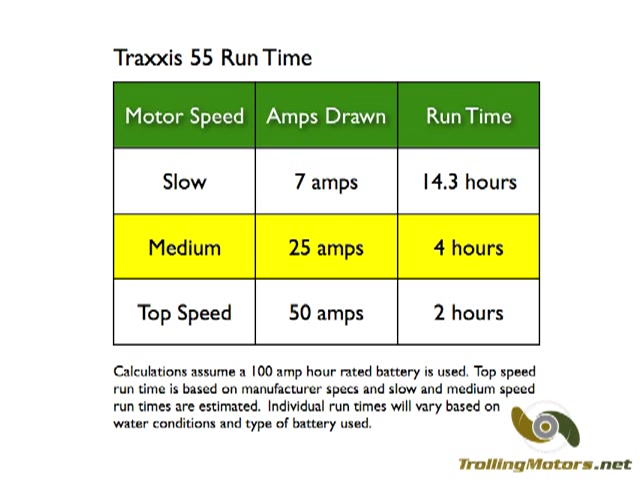 Traxxis 55 Run Time
Motor Speed Amps Drawn Run Time
Slow 7 amps 14.3 hours
Medium 25 amps 4 hours
Top Speed 50 amps 2 hours
Calculations assume a 100 amp hour rated battery is used. Top speed
run time is based on manufacturer specs and slow and medium speed
run times are estimated. Individual run times will vary based on
water conditions and type of battery used.
TrollingMotors.net